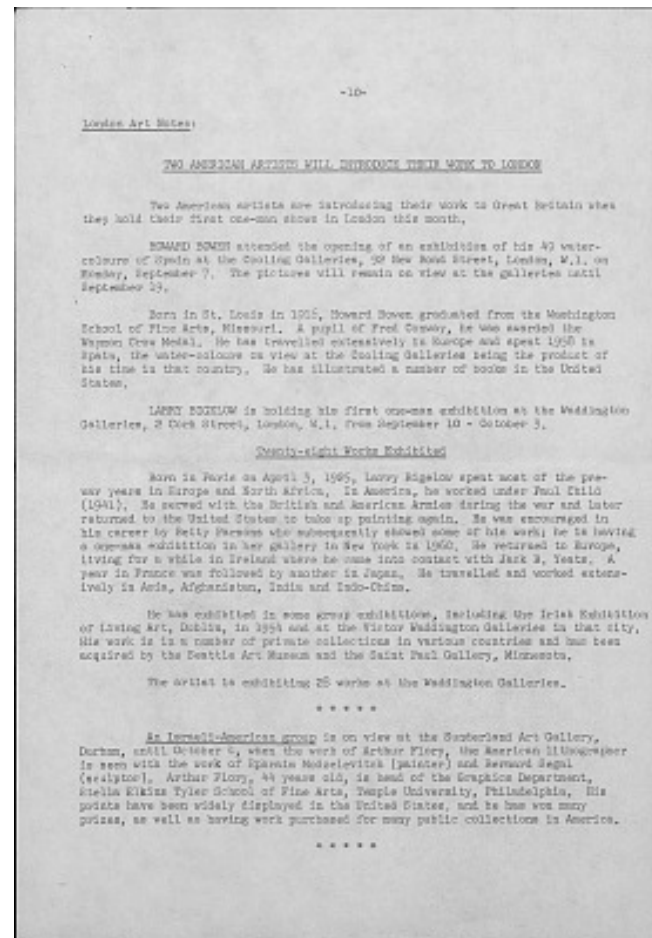 -10-
London Art Notes:
TWO AMERICAN ARTISTS WILL INTRODUCE THEIR WORK TO LONDON
Two American artists are introducing their work to Great Britain when
they hold their first one-man shows in London this month.
HOWARD BOWEN attended the opening of an exhibition of his 49 water-
colours of Spain at the Cooling Galleries, 92 New Bond Street, London, W.1. on
Monday, September 7. The pictures will remain on view at the galleries until
September 19.
Born in St. Louis in Howard Bowen graduated from the Washington
School of Fine Arts, Missouri. A pupil of Fred Conway, he was awarded the
Crow Medal. He has travelled extensively in Europe and spent 1958 in
Spain, the water-colours on view at the Cooling Galleries being the product of
his time in that country. He has illustrated a number of books in the United
States.
LARRY BIGELOW is holding his first one-man exhibition at the Waddington
Galleries, 2 Cork Street, London, W.1. from September 10 - October 3.
Twenty-eight Works Exhibited
Born in Paris on April 3, 1925, Larry Bigelow spent most of the pre-
war years in Europe and North Africa. In America, he worked under Paul Child
(1941). He served with the British and American Armies during the war and later
returned to the United States to take up painting again. He was encouraged in
his career by Betty Parsons who subsequently showed some of his work; he is having
a one-man exhibition in her gallery in New York in 1960. He returned to Europe,
living for a while in Ireland where he came into contact with Jack B. Yeats. A
year in France was followed by another in Japan. He travelled and worked extens-
ively in Asia, Afghanistan, India and Indo-China.
He has exhibited in some group exhibitions, including the Irish Exhibition
of Living Art, Dublin, in 1954 and at the Victor Waddington Galleries in that city.
His work is in a number of private collections in various countries and has been
acquired by the Seattle Art Museum and the Saint Paul Gallery, Minnesota.
The artist is exhibiting 28 works at the Waddington Galleries.
* * * * *
An Israeli-American group is on view at the Sunderland Art Gallery,
Durham, until October when the work of Arthur Flory, the American lithographer
is seen with the work of Ephraim (painter) and Bernard Segal
(sculptor). Arthur Flory, 44 years old, is head of the Graphics Department,
Stella Elkins Tyler School of Fine Arts, Temple University, Philadelphia. His
prints have been widely displayed in the United States, and he has won many
prizes, as well as having work purchased for many public collections in America.
* * * * *